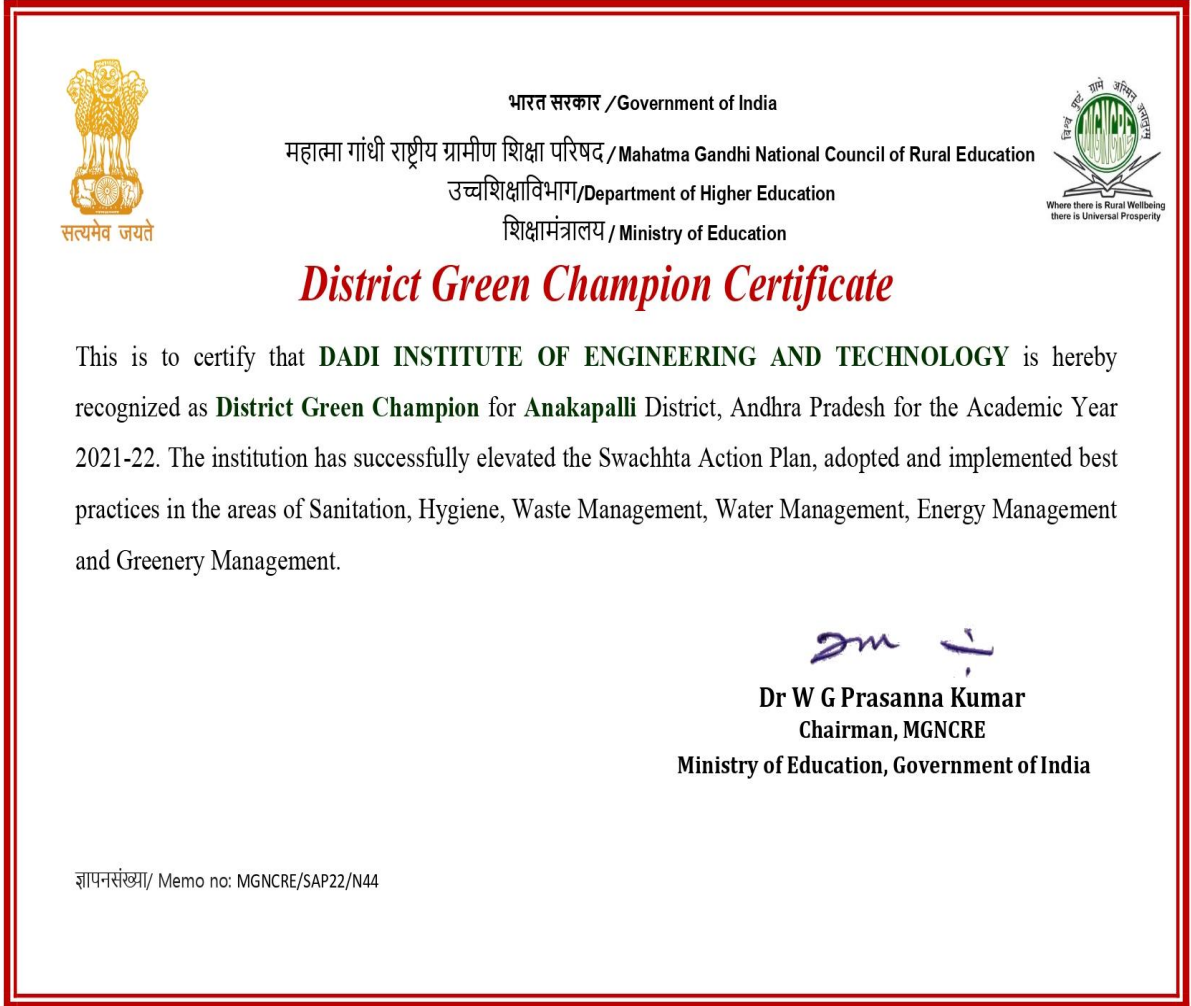 भारत सरकार /Government of India
महात्मा गांधी राष्ट्रीय ग्रामीण शिक्षा परिषद / Mahatma Gandhi National Council of Rural Education
उच्चशिक्षाविभाग/Department of Higher Education
शिक्षामंत्रालय / Ministry of Education
सत्यमेव जयते
विश्वं पुष्टं ग्रामे अस्मिन् अनातुरम्
MGNCRE
Where there is Rural Wellbeing
there is Universal Prosperity
District Green Champion Certificate
This is to certify that DADI INSTITUTE OF ENGINEERING AND TECHNOLOGY is hereby
recognized as District Green Champion for Anakapalli District, Andhra Pradesh for the Academic Year
2021-22. The institution has successfully elevated the Swachhta Action Plan, adopted and implemented best
practices in the areas of Sanitation, Hygiene, Waste Management, Water Management, Energy Management
and Greenery Management.
Dr W G Prasanna Kumar
Chairman, MGNCRE
Ministry of Education, Government of India
ज्ञापनसंख्या/ Memo no: MGNCRE/SAP22/N44